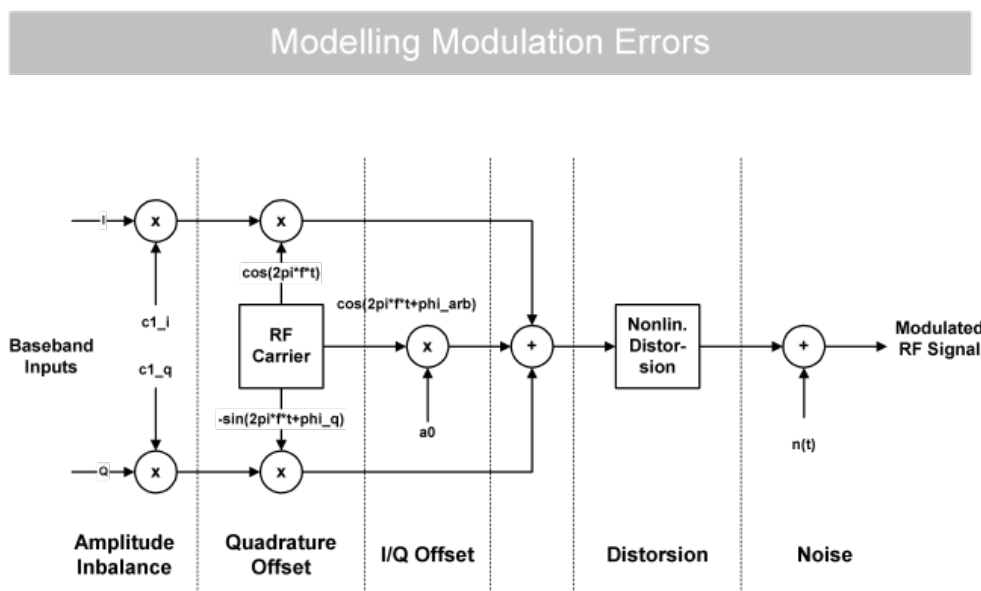 Modelling Modulation Errors
I
x
x
cos(2pi*f*t)
cos(2pi*f*t+phi_arb)
c1_i
Baseband
Inputs
RF
Carrier
x
+
Nonlin.
Distor-
sion
+
Modulated
RF Signal
c1_q
-sin(2pi*f*t+phi_q)
a0
n(t)
Q
x
x
Amplitude
Inbalance
Quadrature
Offset
I/Q Offset
Distorsion
Noise